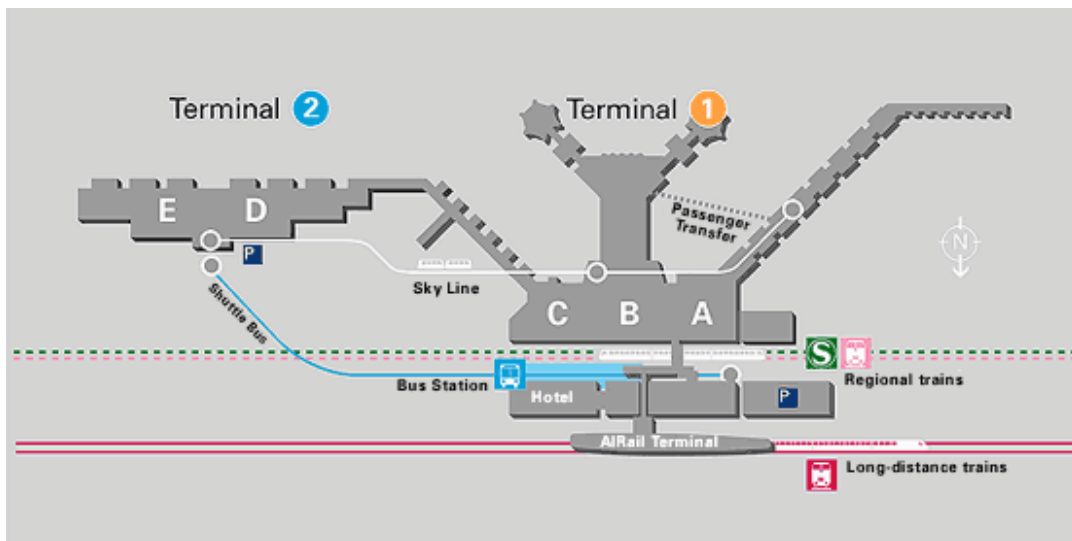 Terminal 2
Terminal 1
E D
P
Passenger
Transfer
N
Sky Line
Shuttle Bus
C B A
S
Regional trains
Bus Station
Hotel
P
AIRail Terminal
Long-distance trains